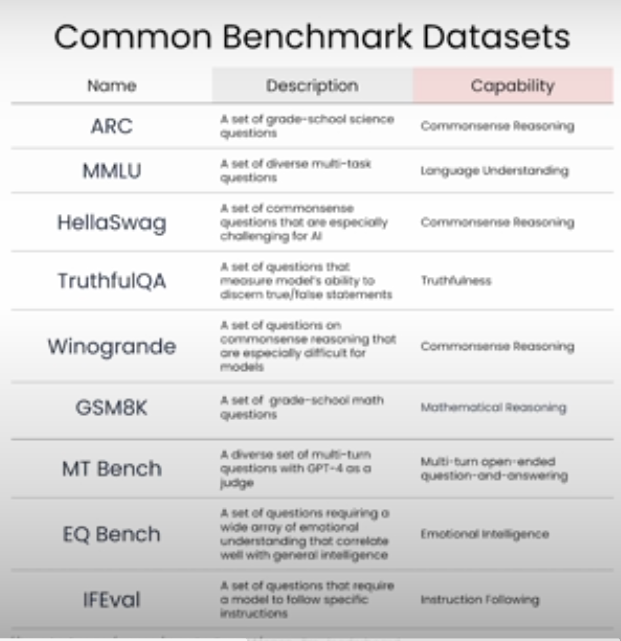 Common Benchmark Datasets
Name Description Capability
ARC
A set of grade-school science
questions
Commonsense Reasoning
MMLU
A set of diverse multi-task
questions
Language Understanding
HellaSwag
A set of commonsense
questions that are especially
challenging for AI
Commonsense Reasoning
TruthfulQA
A set of questions that
measure model's ability to
discern true/false statements
Truthfulness
Winogrande
A set of questions on
commonsense reasoning that
are especially difficult for
models
Commonsense Reasoning
GSM8K
A set of grade-school math
questions
Mathematical Reasoning
MT Bench
A diverse set of multi-turn
questions with GPT-4 as a
judge
Multi-turn open-ended
question-and-answering
EQ Bench
A set of questions requiring a
wide array of emotional
understanding that correlate
well with general intelligence
Emotional Intelligence
IFEval
A set of questions that require
a model to follow specific
instructions
Instruction Following